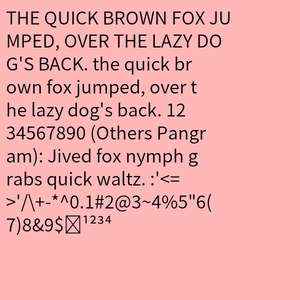 THE QUICK BROWN FOX JU
MPED, OVER THE LAZY DO
G'S BACK. the quick br
own fox jumped, over t
he lazy dog's back. 12
34567890 (Others Pangr
am): Jived fox nymph g
rabs quick waltz. :'<=
>'/\+-*^0.1#2@3~4%5"6(
7)8&9$¹²³⁴